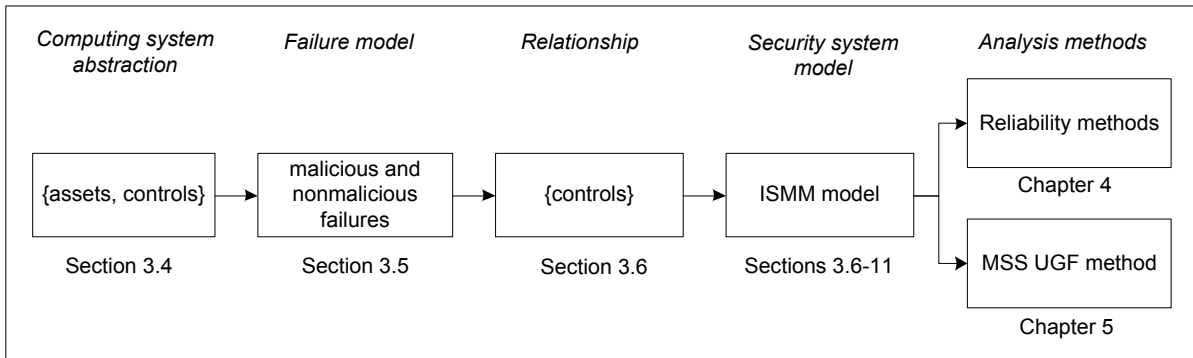 Computing system
abstraction
Failure model
Relationship
Security system
model
Analysis methods
{assets, controls}
malicious and
nonmalicious
failures
{controls}
ISMM model
Reliability methods
Chapter 4
MSS UGF method
Chapter 5
Section 3.4
Section 3.5
Section 3.6
Sections 3.6-11